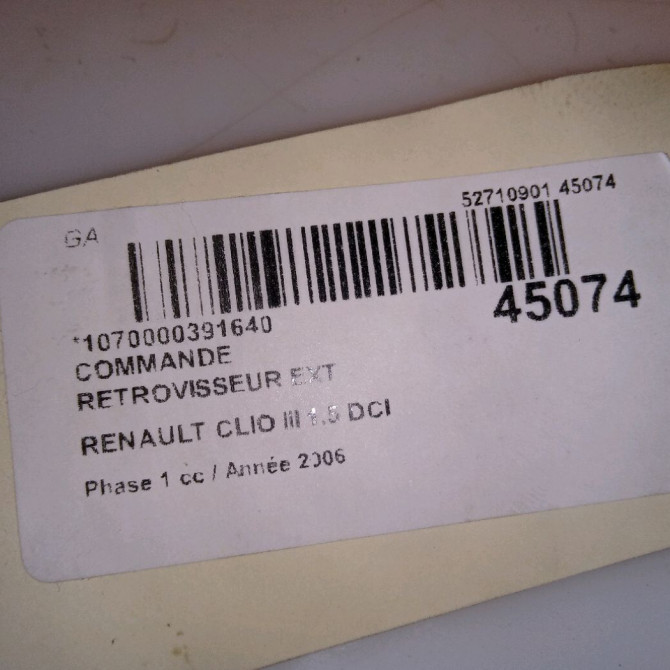 52710901 45074
GA
45074
*1070000391640
COMMANDE
RETROVISSEUR EXT
RENAULT CLIO III 1.5 DCI
Phase 1 cc / Année 2006